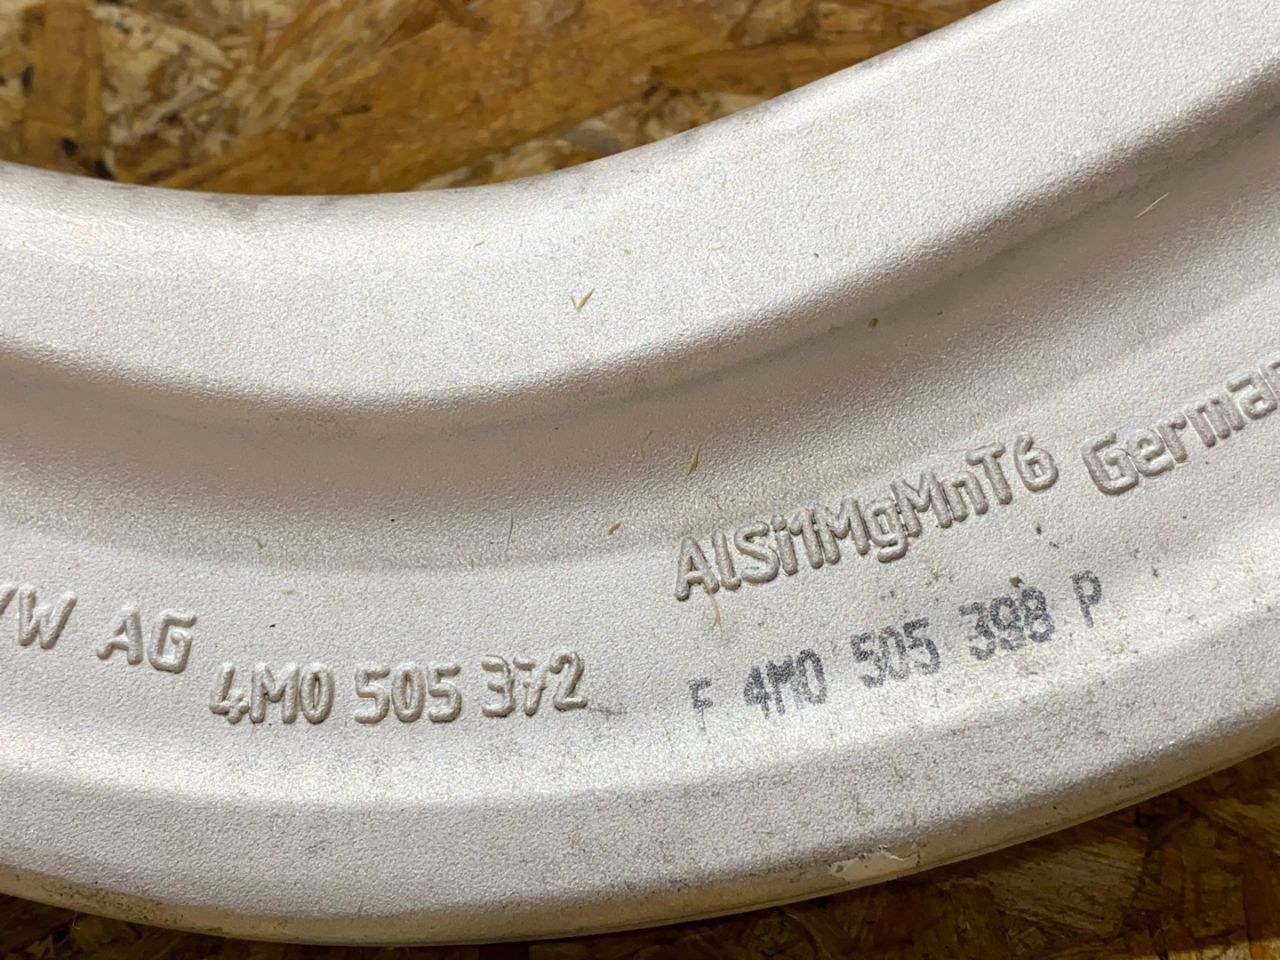 VW AG
4M0 505 372
AlSi1MgMnT6 German
F 4M0 505 398 P